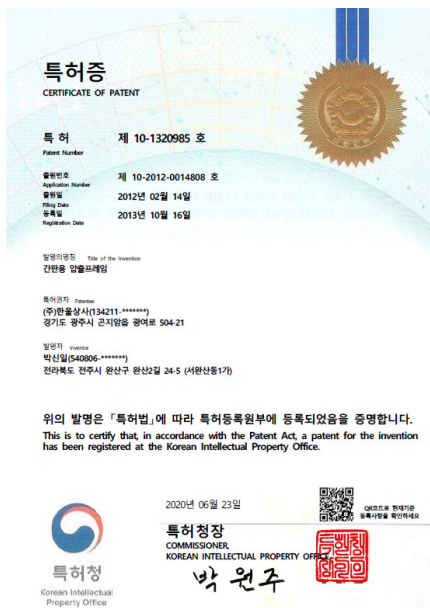 특허증
CERTIFICATE OF PATENT
특 허 제 10-1320985 호
Patent Number
출원번호 제 10-2012-0014808 호
Application Number
출원일 2012년 02월 14일
Filing Date
등록일 2013년 10월 16일
Registration Date
발명의명칭 Title of the Invention
간판용 압출프레임
특허권자 Patentee
(주)한울상사(134211-*******)
경기도 광주시 곤지암읍 광여로 504-21
발명자 Inventor
박신일(540806-*******)
전라북도 전주시 완산구 완산2길 24-5 (서완산동1가)
위의 발명은 「특허법」에 따라 특허등록원부에 등록되었음을 증명합니다.
This is to certify that, in accordance with the Patent Act, a patent for the invention
has been registered at the Korean Intellectual Property Office.
2020년 06월 23일
QR코드로 현재기준
등록사항을 확인하세요
특허청장
COMMISSIONER,
KOREAN INTELLECTUAL PROPERTY OFFICE
박원주
특허청
Korean Intellectual
Property Office